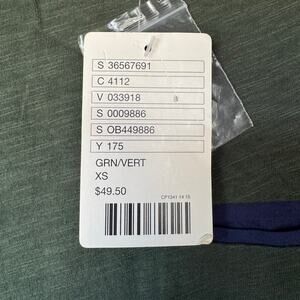 S 36567691
C 4112
V 033918
S 0009886
S OB449886
Y 175
GRN/VERT
XS
$49.50
CP1341 14 15